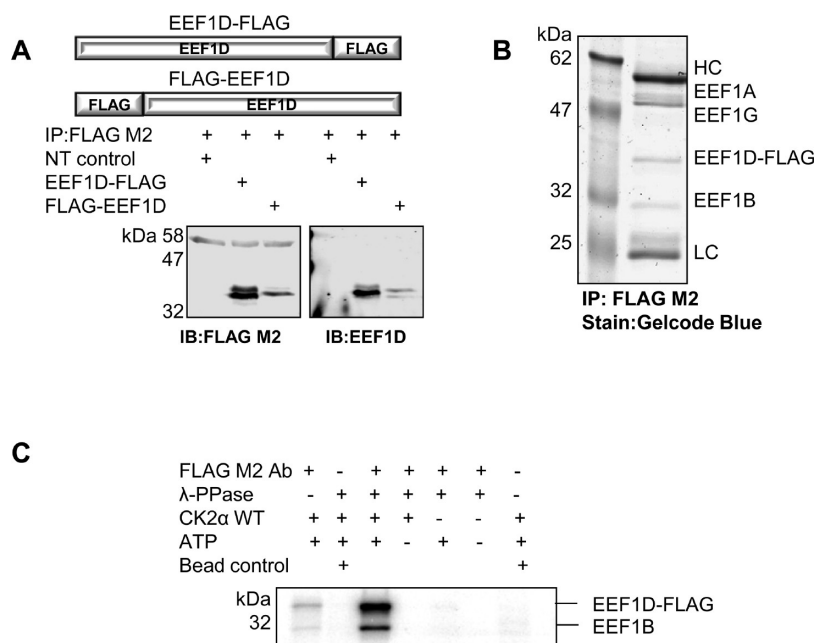 A
EEF1D-FLAG
EEF1D FLAG
FLAG-EEF1D
FLAG EEF1D
IP:FLAG M2 + + + + + +
NT control + +
EEF1D-FLAG + +
FLAG-EEF1D + +
kDa 58
47
32
IB:FLAG M2 IB:EEF1D
B
kDa
62
47
32
25
HC
EEF1A
EEF1G
EEF1D-FLAG
EEF1B
LC
IP: FLAG M2
Stain:Gelcode Blue
C
FLAG M2 Ab + - + + + + -
λ-PPase - + + + + + -
CK2α WT + + + + - - +
ATP + + + - + - +
Bead control + +
kDa
32
EEF1D-FLAG
EEF1B